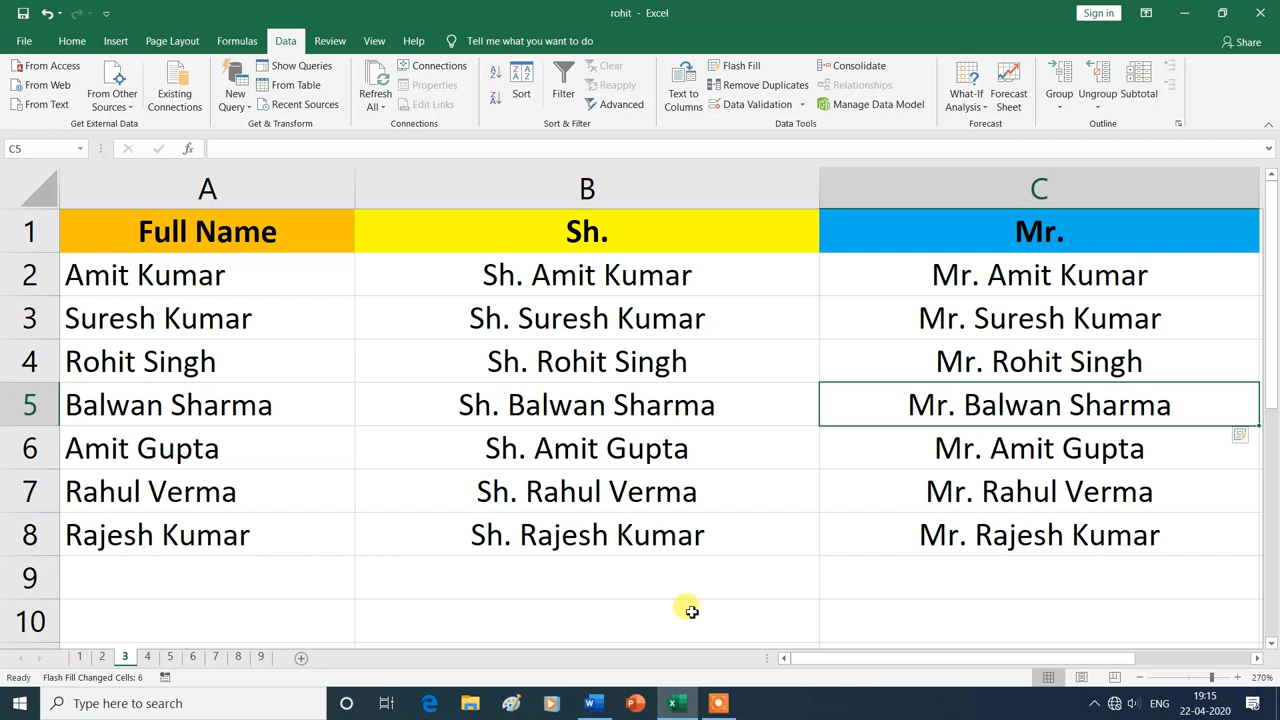 rohit - Excel
Sign in
File Home Insert Page Layout Formulas Data Review View Help Tell me what you want to do Share
From Access
From Web
From Text
From Other Sources
Existing Connections
Get External Data
New Query
Show Queries
From Table
Recent Sources
Get & Transform
Refresh All
Connections
Properties
Edit Links
Connections
Sort
Filter
Clear
Reapply
Advanced
Sort & Filter
Text to Columns
Flash Fill
Remove Duplicates
Data Validation
Consolidate
Relationships
Manage Data Model
Data Tools
What-If Analysis
Forecast Sheet
Forecast
Group
Ungroup
Subtotal
Outline
C5 fx
A B C
1 Full Name Sh. Mr.
2 Amit Kumar Sh. Amit Kumar Mr. Amit Kumar
3 Suresh Kumar Sh. Suresh Kumar Mr. Suresh Kumar
4 Rohit Singh Sh. Rohit Singh Mr. Rohit Singh
5 Balwan Sharma Sh. Balwan Sharma Mr. Balwan Sharma
6 Amit Gupta Sh. Amit Gupta Mr. Amit Gupta
7 Rahul Verma Sh. Rahul Verma Mr. Rahul Verma
8 Rajesh Kumar Sh. Rajesh Kumar Mr. Rajesh Kumar
9
10
1 2 3 4 5 6 7 8 9
Ready Flash Fill Changed Cells: 6 270%
Type here to search
ENG
19:15
22-04-2020